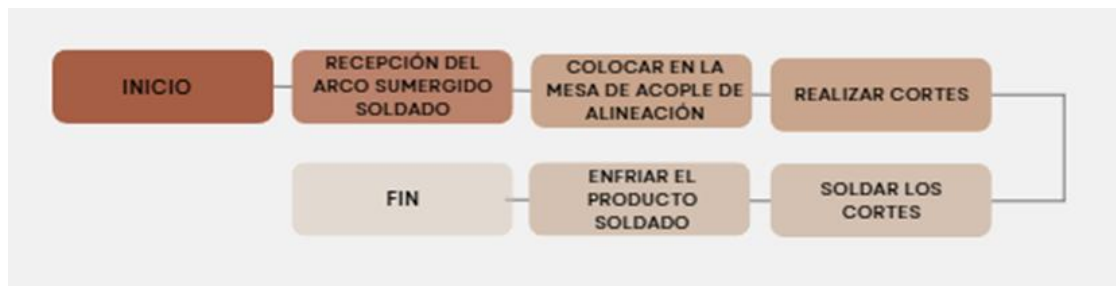 INICIO
RECEPCIÓN DEL
ARCO SUMERGIDO
SOLDADO
COLOCAR EN LA
MESA DE ACOPLE DE
ALINEACIÓN
REALIZAR CORTES
SOLDAR LOS
CORTES
ENFRIAR EL
PRODUCTO
SOLDADO
FIN